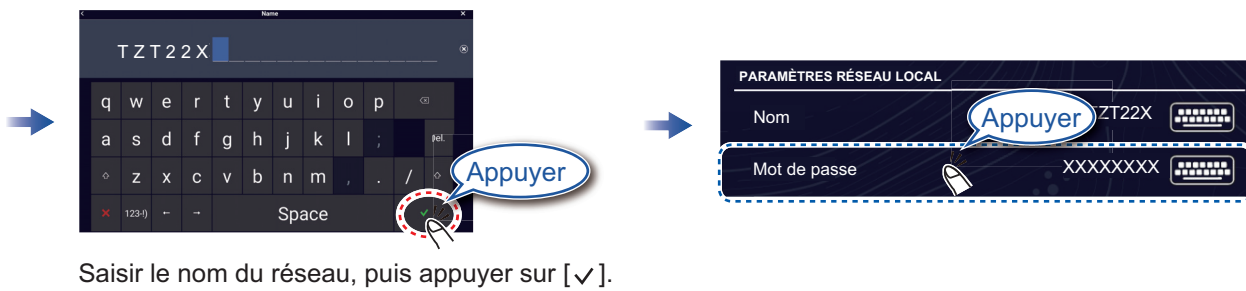 Name
TZT22X
q w e r t y u i o p
a s d f g h j k l ; Del.
z x c v b n m , . /
123-!) ← → Space
Appuyer
Saisir le nom du réseau, puis appuyer sur [✓].
PARAMÈTRES RÉSEAU LOCAL
Nom TZT22X
Appuyer
Mot de passe XXXXXXXX